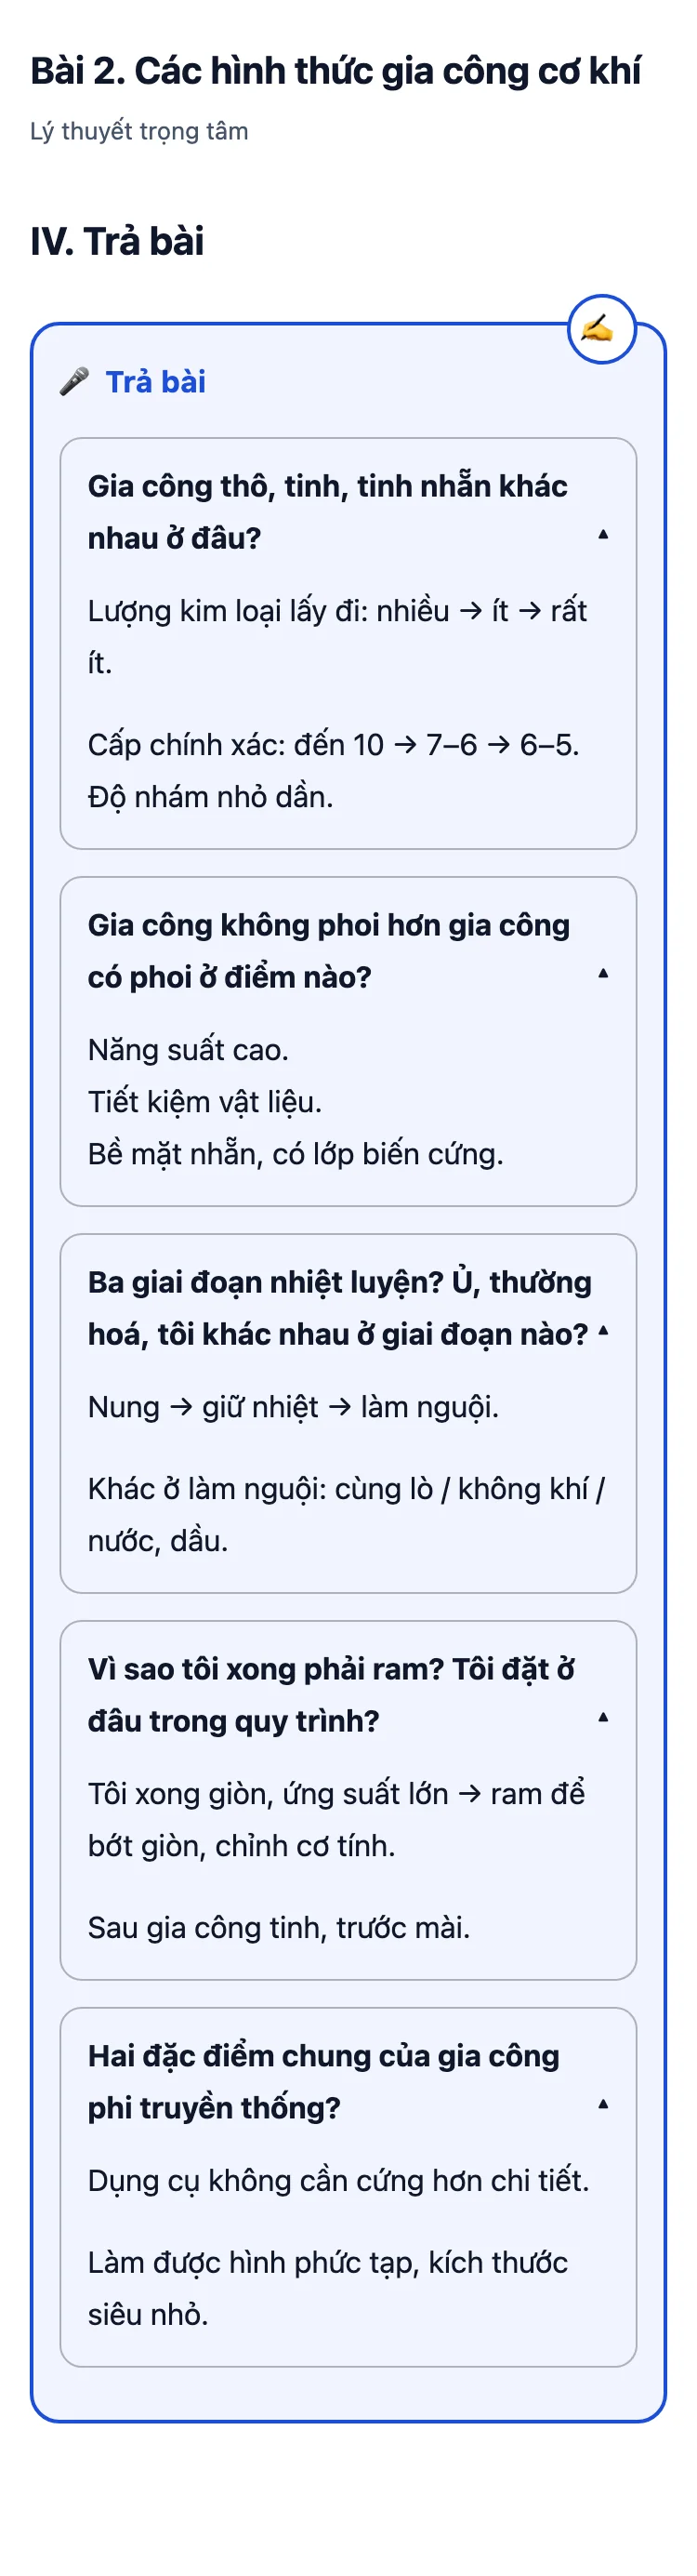 Bài 2. Các hình thức gia công cơ khí
Lý thuyết trọng tâm
IV. Trả bài
Trả bài
Gia công thô, tinh, tinh nhẵn khác
nhau ở đâu?
Lượng kim loại lấy đi: nhiều → ít → rất
ít.
Cấp chính xác: đến 10 → 7–6 → 6–5.
Độ nhám nhỏ dần.
Gia công không phoi hơn gia công
có phoi ở điểm nào?
Năng suất cao.
Tiết kiệm vật liệu.
Bề mặt nhẵn, có lớp biến cứng.
Ba giai đoạn nhiệt luyện? Ủ, thường
hoá, tôi khác nhau ở giai đoạn nào?
Nung → giữ nhiệt → làm nguội.
Khác ở làm nguội: cùng lò / không khí /
nước, dầu.
Vì sao tôi xong phải ram? Tôi đặt ở
đâu trong quy trình?
Tôi xong giòn, ứng suất lớn → ram để
bớt giòn, chỉnh cơ tính.
Sau gia công tinh, trước mài.
Hai đặc điểm chung của gia công
phi truyền thống?
Dụng cụ không cần cứng hơn chi tiết.
Làm được hình phức tạp, kích thước
siêu nhỏ.